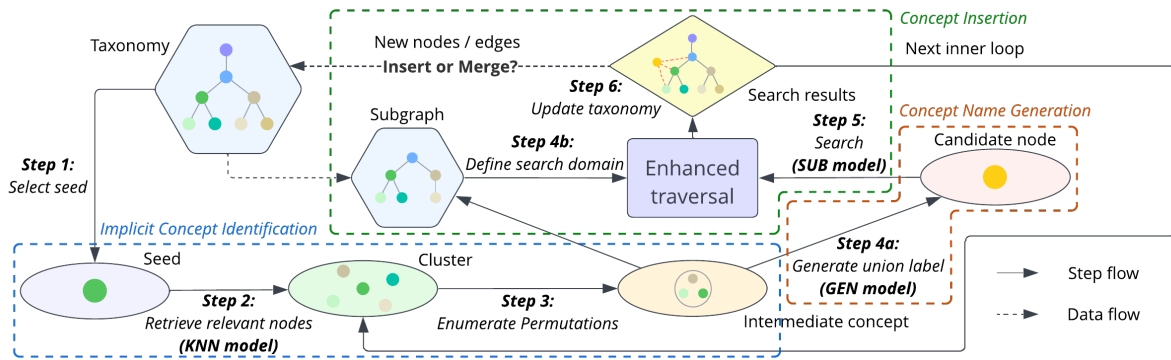 Concept Insertion
Taxonomy
New nodes / edges
Insert or Merge?
Next inner loop
Step 6:
Update taxonomy
Search results
Subgraph
Step 4b:
Define search domain
Enhanced
traversal
Step 5:
Search
(SUB model)
Concept Name Generation
Candidate node
Step 1:
Select seed
Implicit Concept Identification
Seed
Cluster
Step 4a:
Generate union label
(GEN model)
Step 2:
Retrieve relevant nodes
(KNN model)
Step 3:
Enumerate Permutations
Intermediate concept
Step flow
Data flow